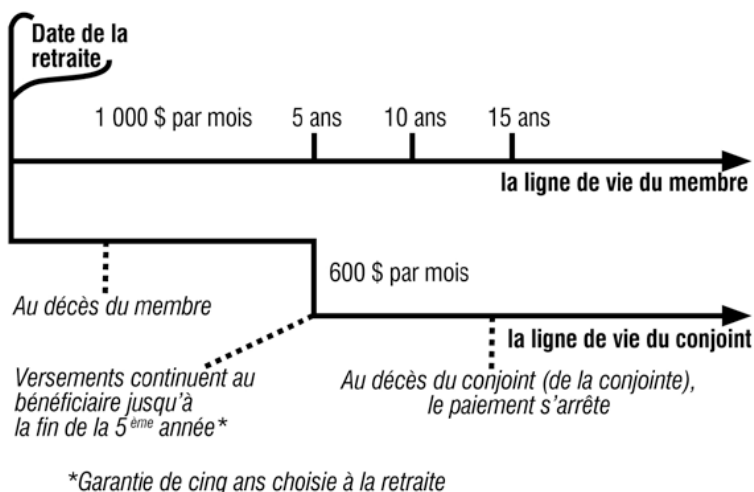 Date de la
retraite
1 000 $ par mois 5 ans 10 ans 15 ans
la ligne de vie du membre
600 $ par mois
Au décès du membre
la ligne de vie du conjoint
Versements continuent au
bénéficiaire jusqu'à
la fin de la 5ème année*
Au décès du conjoint (de la conjointe),
le paiement s'arrête
*Garantie de cinq ans choisie à la retraite